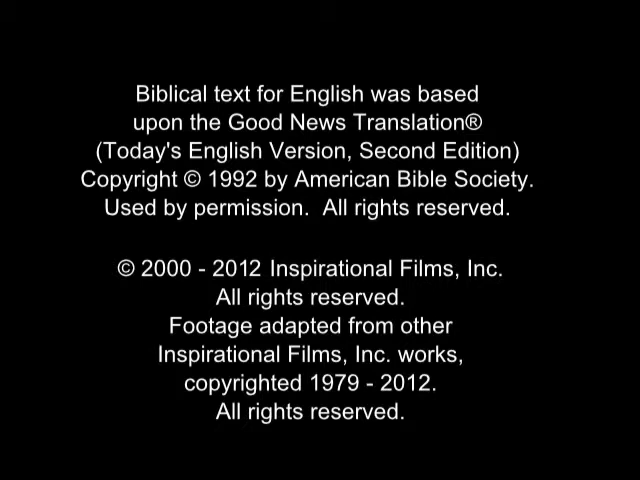 Biblical text for English was based
upon the Good News Translation®
(Today's English Version, Second Edition)
Copyright © 1992 by American Bible Society.
Used by permission.  All rights reserved.
© 2000 - 2012 Inspirational Films, Inc.
All rights reserved.
Footage adapted from other
Inspirational Films, Inc. works,
copyrighted 1979 - 2012.
All rights reserved.